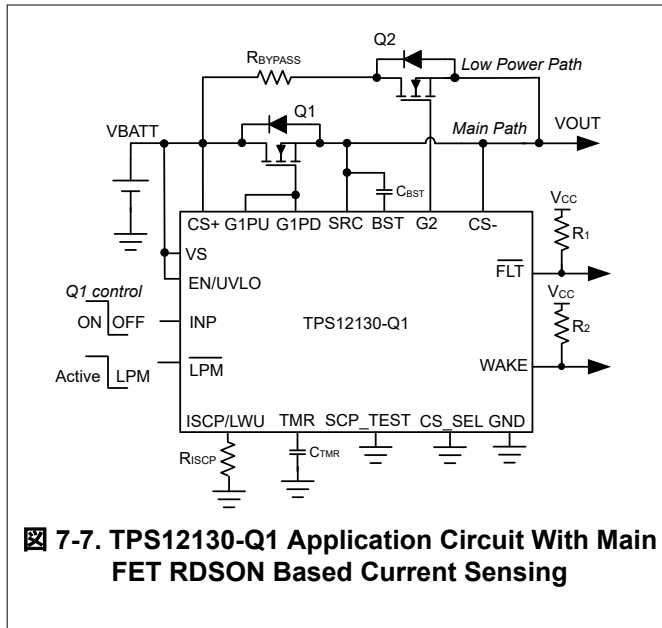 Q2
RBYPASS
Low Power Path
Q1
VBATT
Main Path
VOUT
CBST
CS+ G1PU G1PD SRC BST G2 CS-
VCC
R1
VS
FLT
EN/UVLO
Q1 control
VCC
ON OFF
INP
TPS12130-Q1
R2
Active LPM
LPM
WAKE
ISCP/LWU TMR SCP_TEST CS_SEL GND
RISCP
CTMR
図 7-7. TPS12130-Q1 Application Circuit With Main
FET RDSON Based Current Sensing